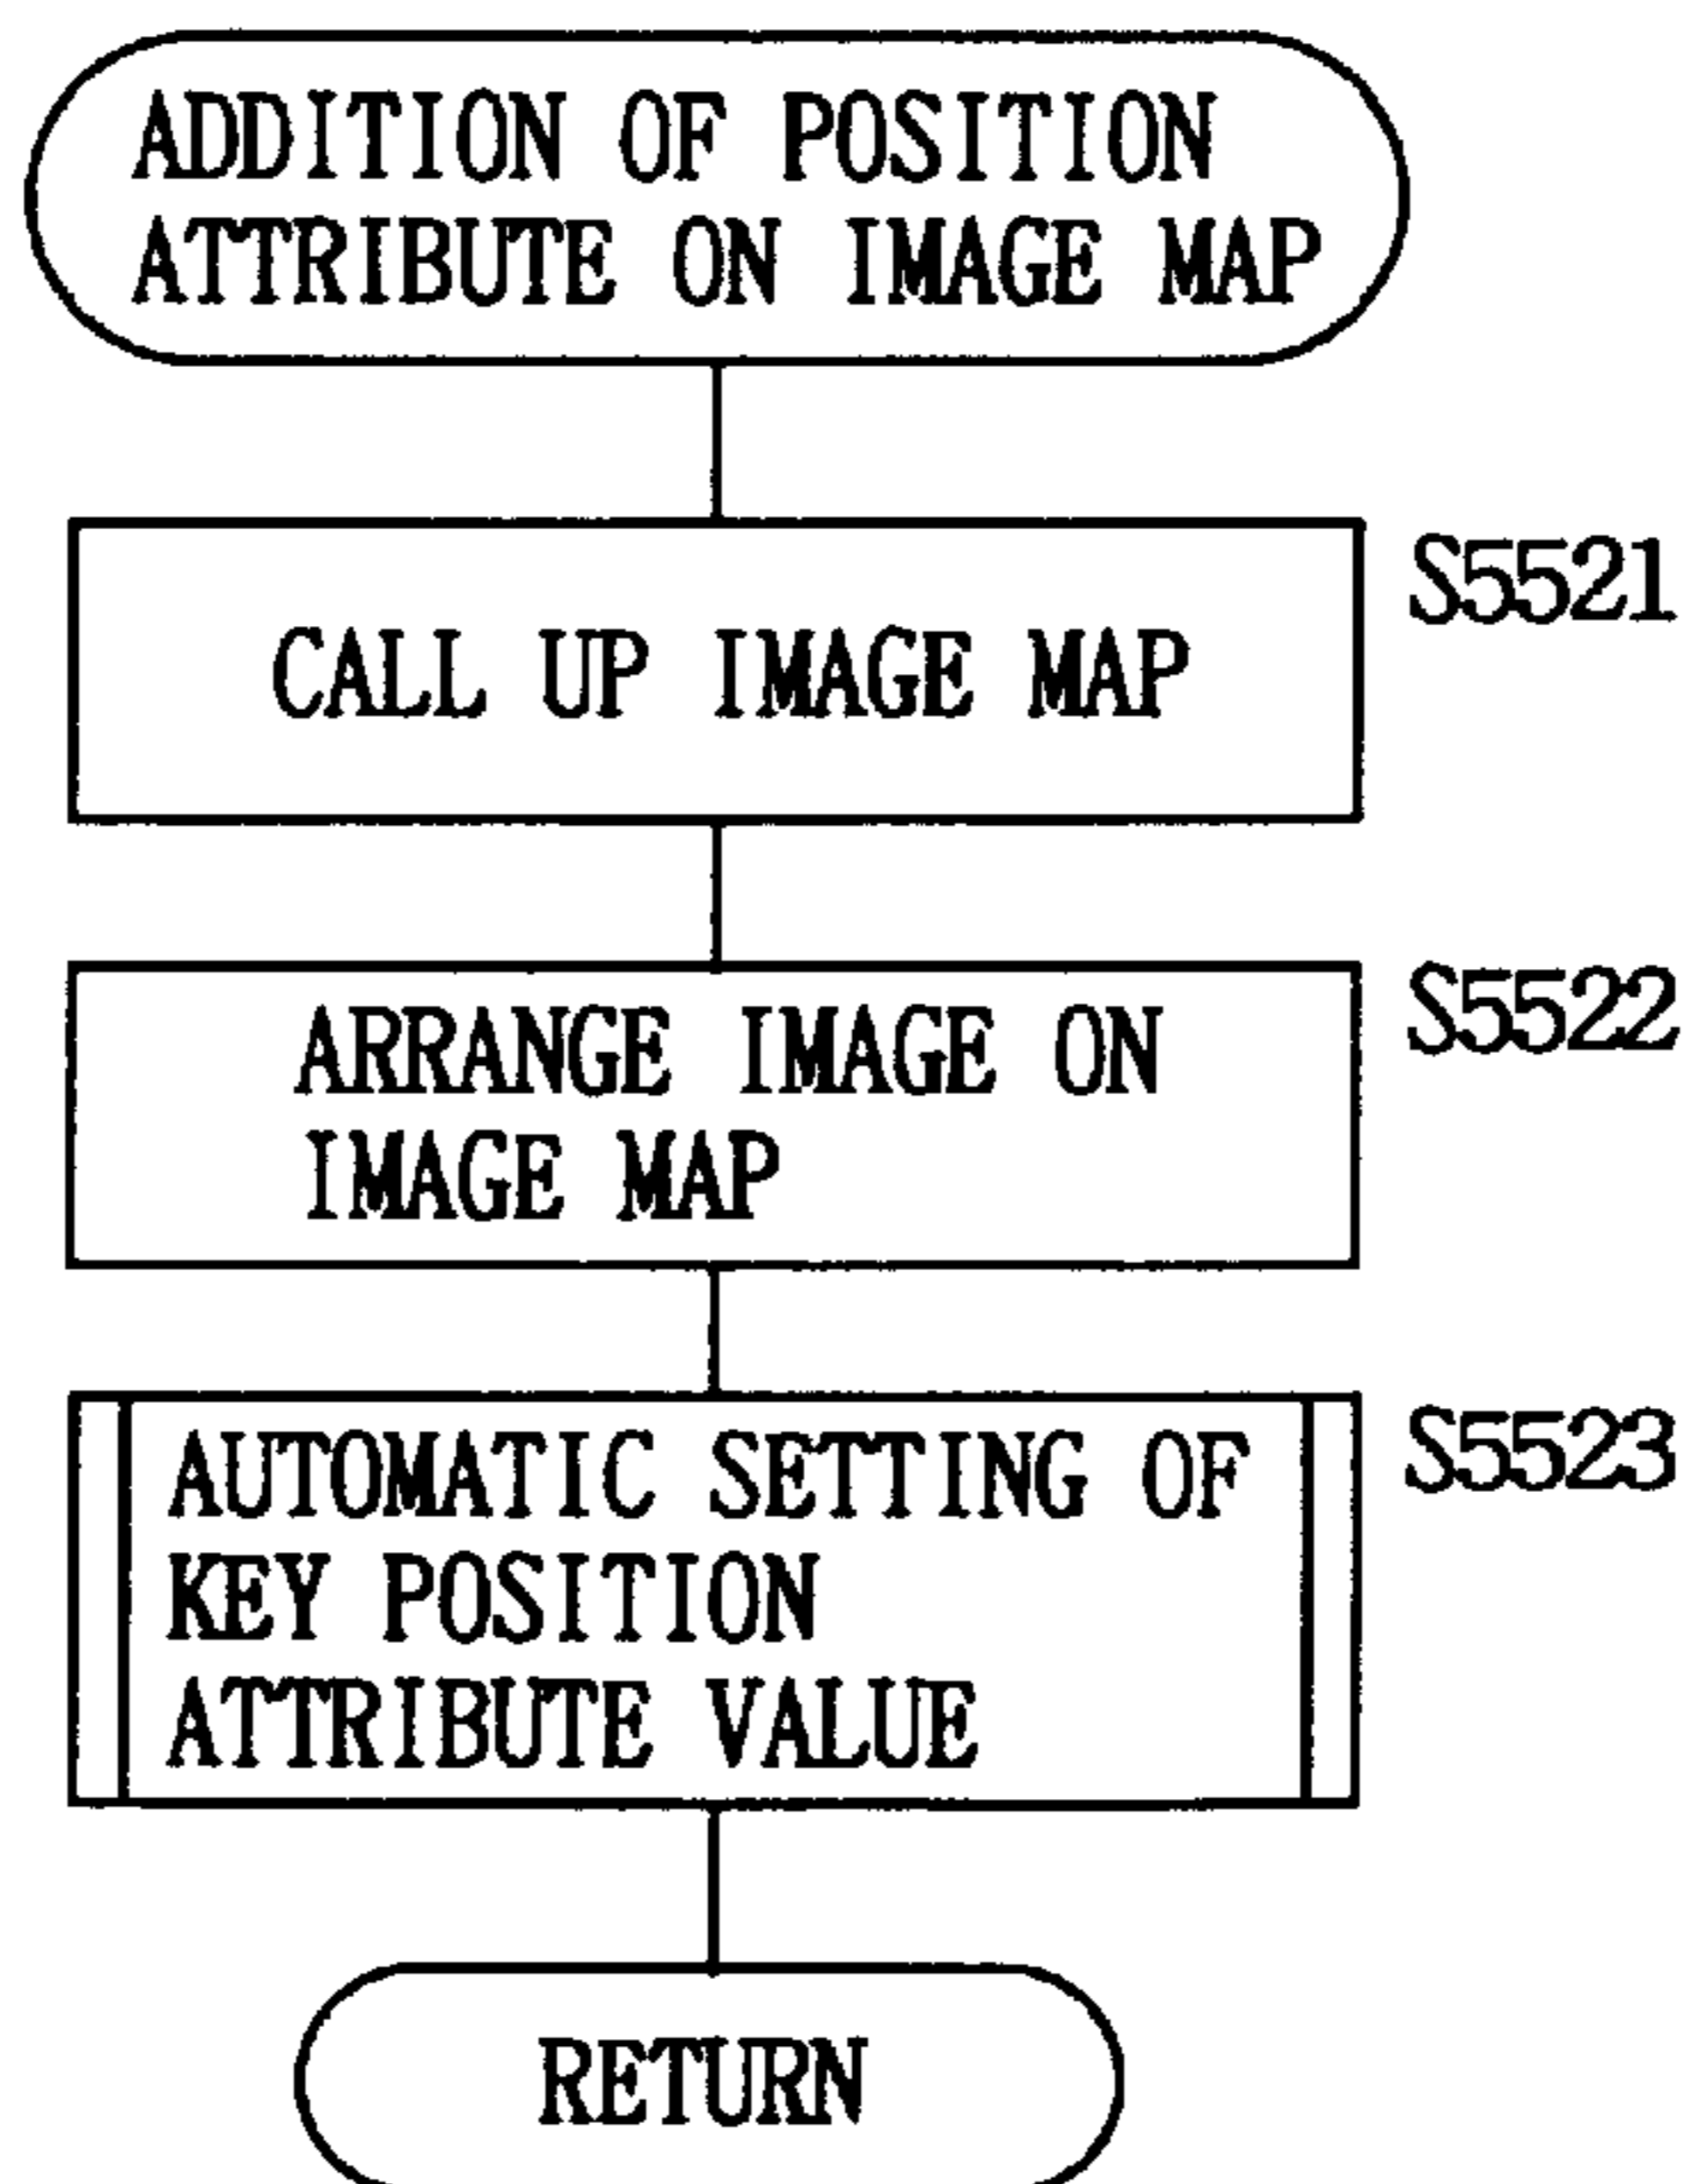 ADDITION OF POSITION
ATTRIBUTE ON IMAGE MAP
S5521
CALL UP IMAGE MAP
S5522
ARRANGE IMAGE ON
IMAGE MAP
S5523
AUTOMATIC SETTING OF
KEY POSITION
ATTRIBUTE VALUE
RETURN